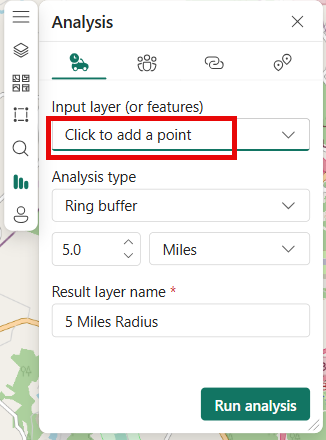 Analysis
Input layer (or features)
Click to add a point
Analysis type
Ring buffer
5.0
Miles
Result layer name *
5 Miles Radius
Run analysis